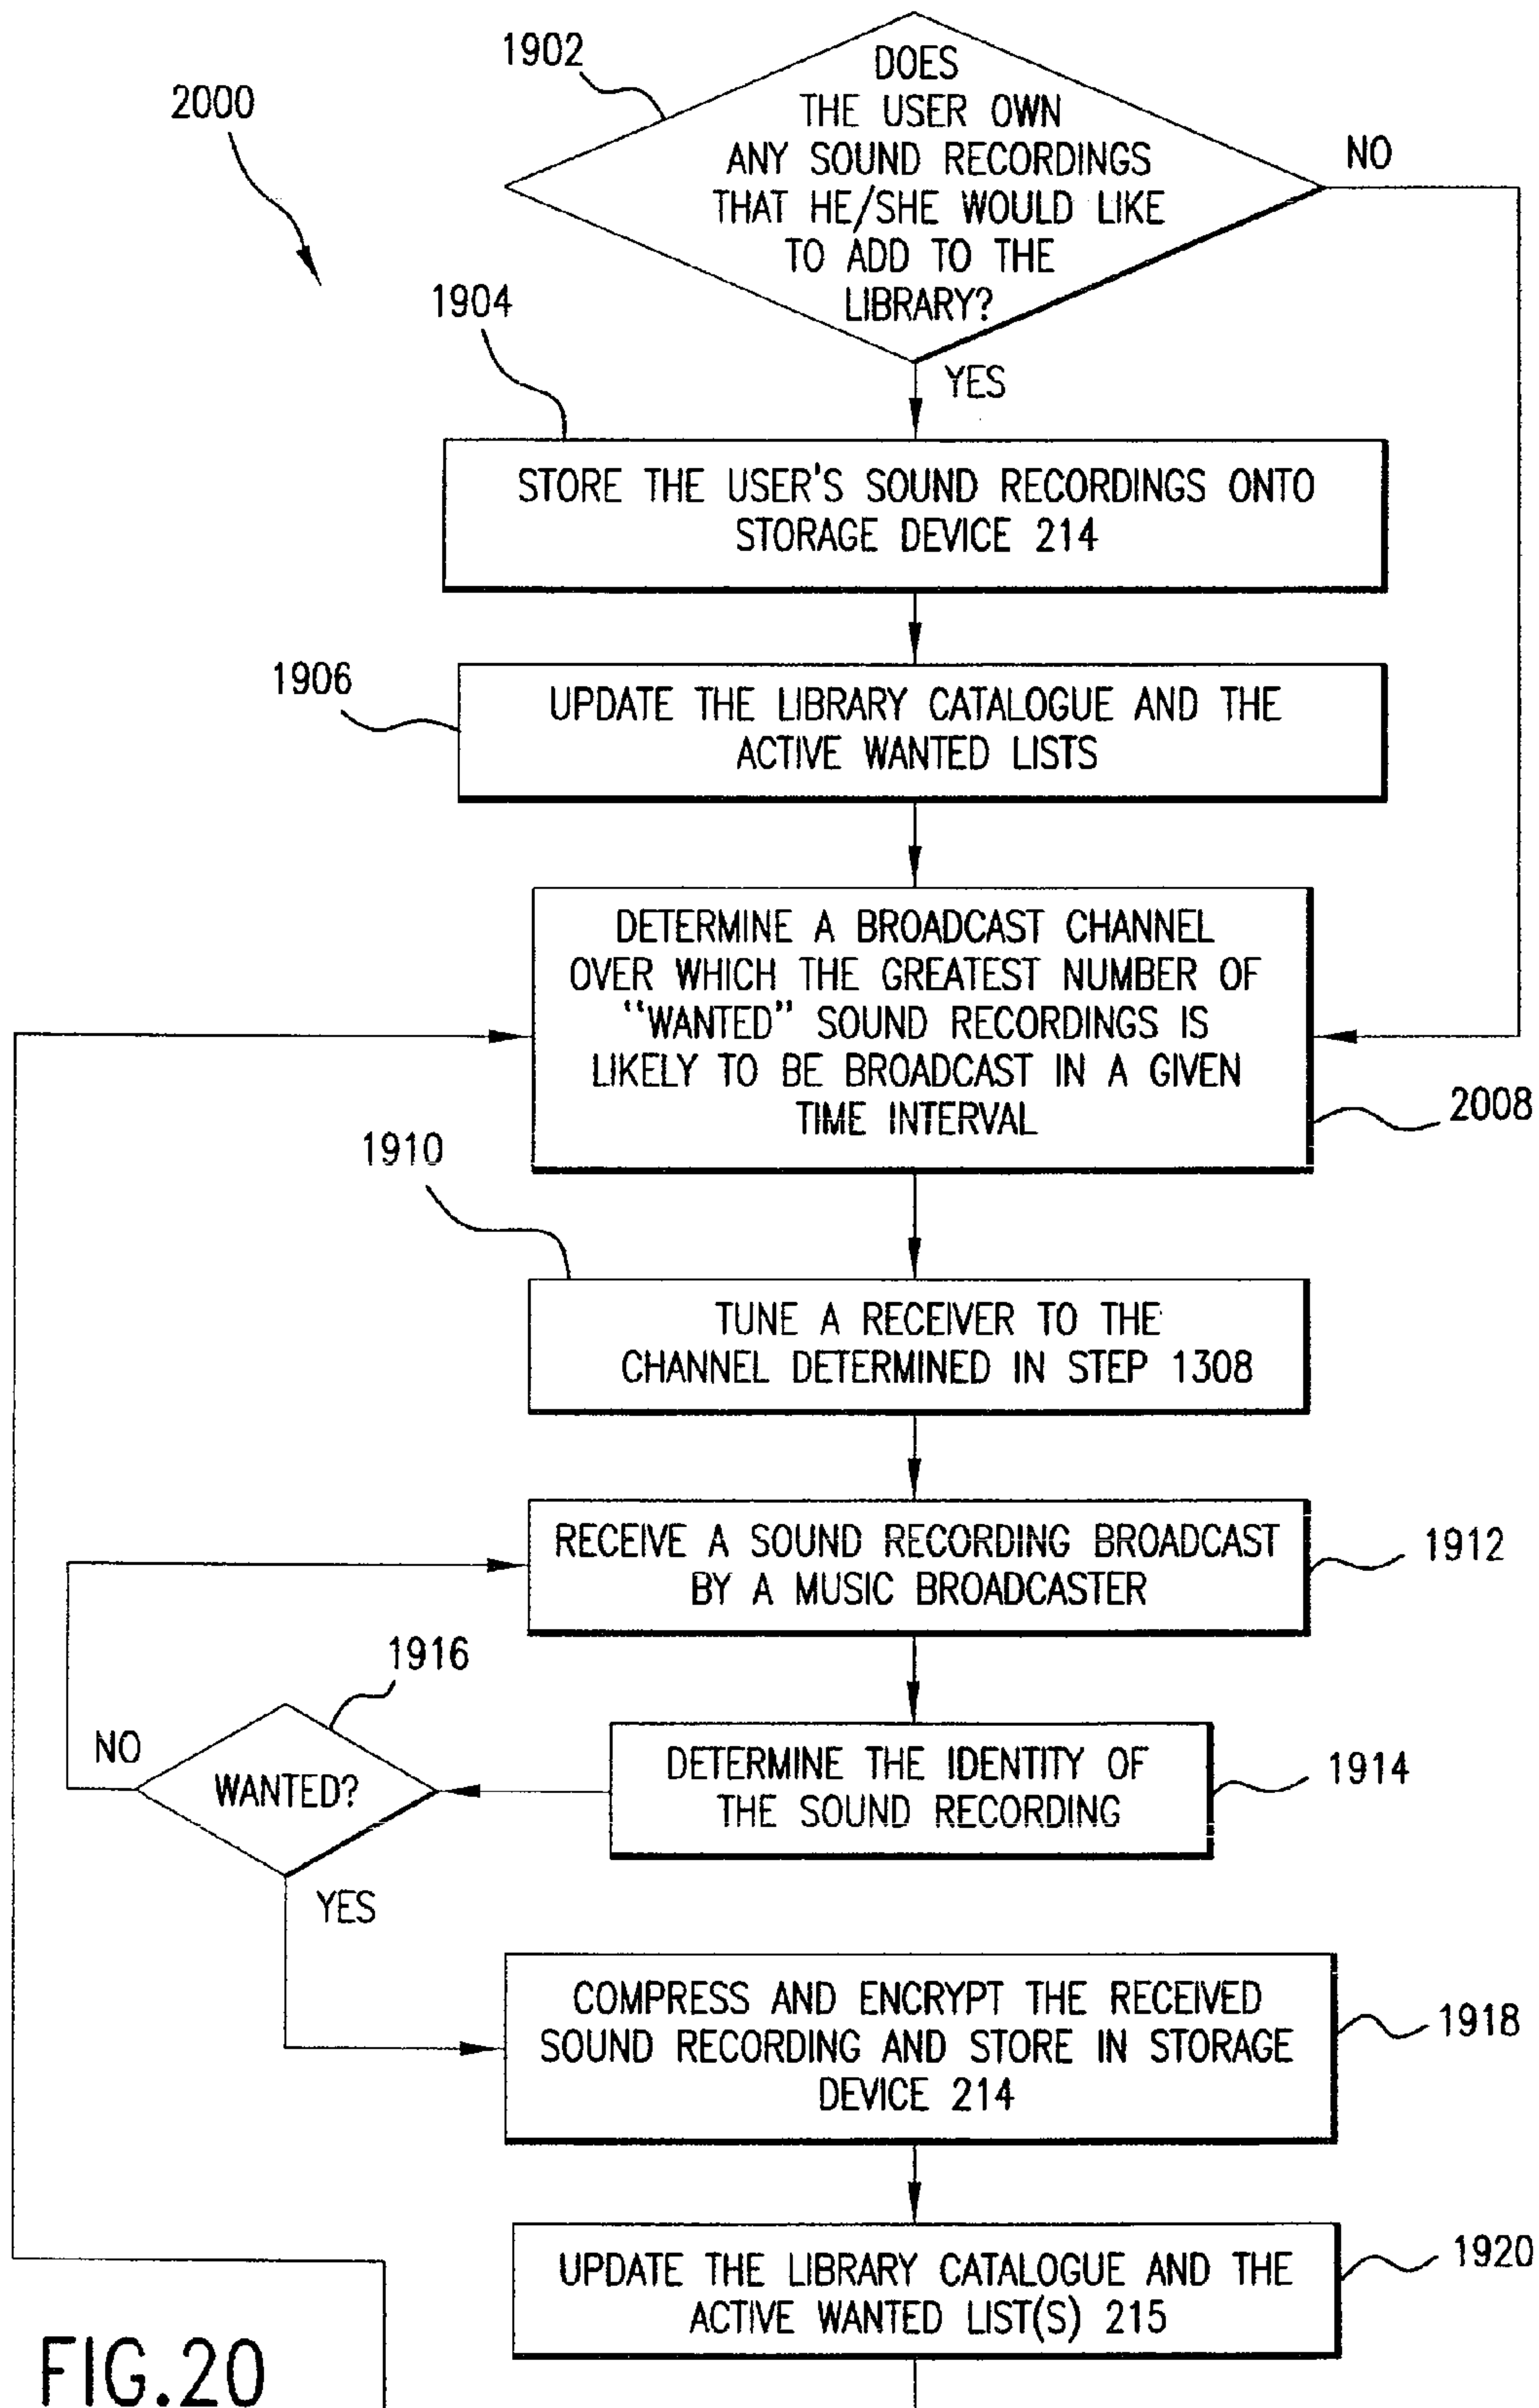 1902
DOES
THE USER OWN
ANY SOUND RECORDINGS
THAT HE/SHE WOULD LIKE
TO ADD TO THE
LIBRARY?
NO
2000
YES
1904
STORE THE USER'S SOUND RECORDINGS ONTO
STORAGE DEVICE 214
1906
UPDATE THE LIBRARY CATALOGUE AND THE
ACTIVE WANTED LISTS
DETERMINE A BROADCAST CHANNEL
OVER WHICH THE GREATEST NUMBER OF
"WANTED" SOUND RECORDINGS IS
LIKELY TO BE BROADCAST IN A GIVEN
TIME INTERVAL
2008
1910
TUNE A RECEIVER TO THE
CHANNEL DETERMINED IN STEP 1308
RECEIVE A SOUND RECORDING BROADCAST
BY A MUSIC BROADCASTER
1912
1916
NO
WANTED?
YES
DETERMINE THE IDENTITY OF
THE SOUND RECORDING
1914
COMPRESS AND ENCRYPT THE RECEIVED
SOUND RECORDING AND STORE IN STORAGE
DEVICE 214
1918
UPDATE THE LIBRARY CATALOGUE AND THE
ACTIVE WANTED LIST(S) 215
1920
FIG.20